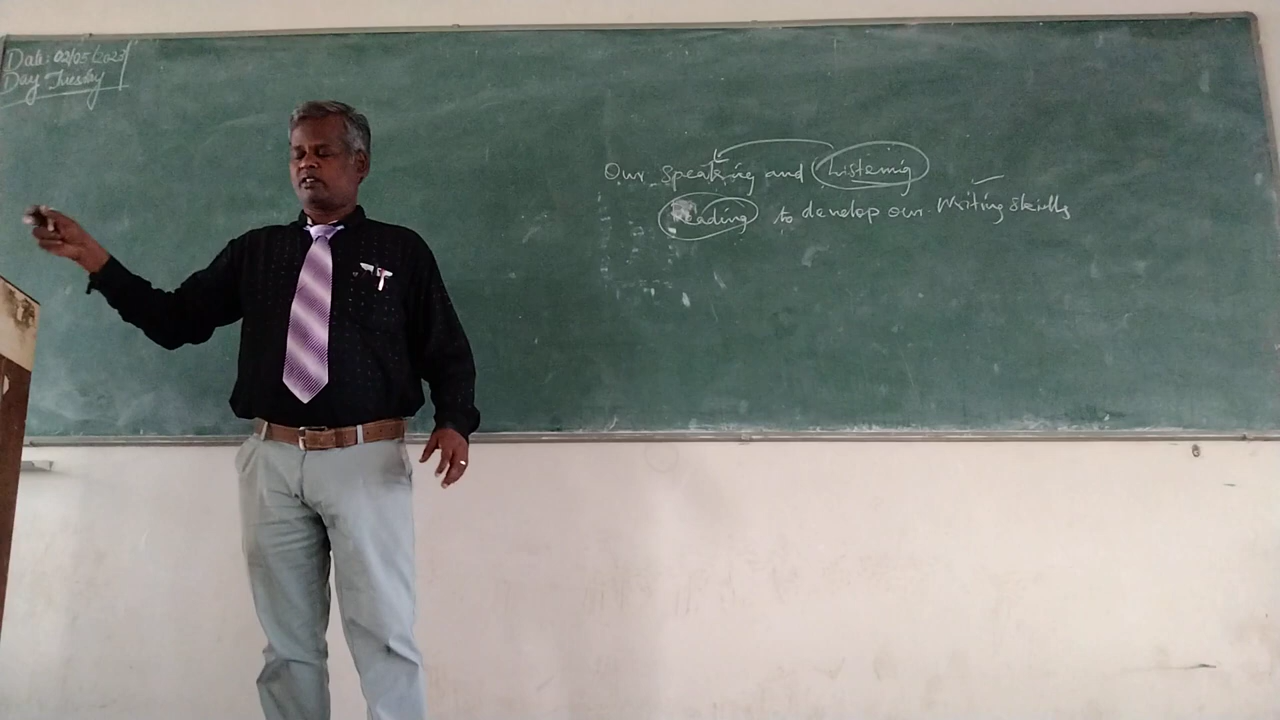 Date: 02/05/2023
Day Tuesday
Our speaking and Listening
Reading to develop our Writing skills